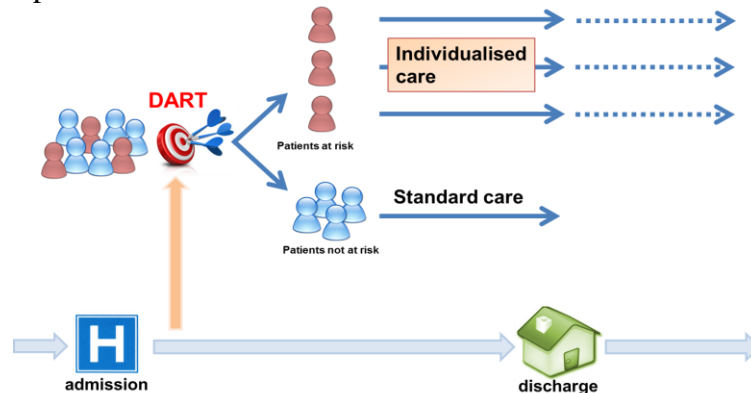 DART
Patients at risk
Individualised
care
Standard care
Patients not at risk
H
admission
discharge